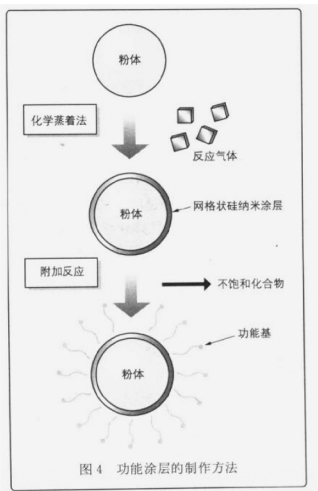 粉体
化学蒸着法
反应气体
粉体
网格状硅纳米涂层
附加反应
不饱和化合物
功能基
粉体
图 4 功能涂层的制作方法